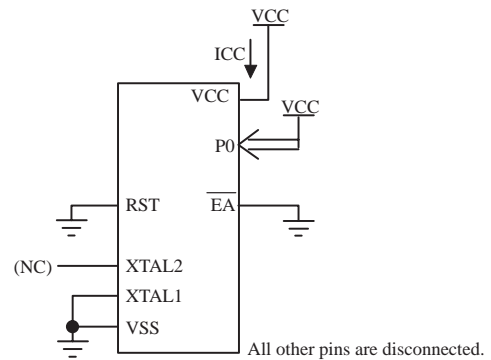 VCC
ICC
VCC
VCC
P0
RST
EA
(NC)
XTAL2
XTAL1
VSS
All other pins are disconnected.